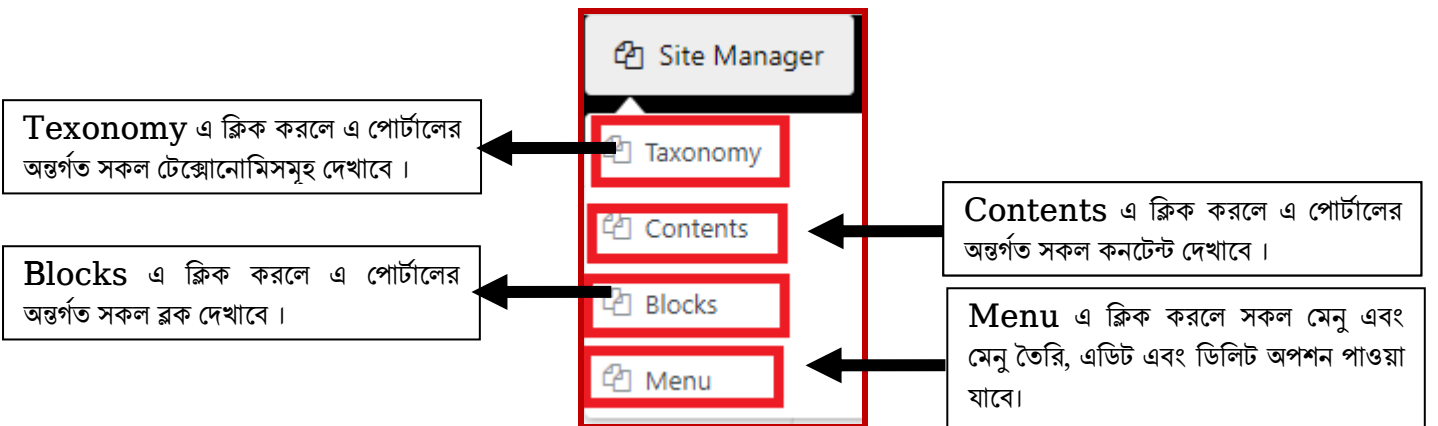 Site Manager
Texonomy এ ক্লিক করলে এ পোর্টালের
অন্তর্গত সকল টেক্সোনোমিসমূহ দেখাবে ।
Taxonomy
Contents
Contents এ ক্লিক করলে এ পোর্টালের
অন্তর্গত সকল কনটেন্ট দেখাবে ।
Blocks এ ক্লিক করলে এ পোর্টালের
অন্তর্গত সকল ব্লক দেখাবে ।
Blocks
Menu
Menu এ ক্লিক করলে সকল মেনু এবং
মেনু তৈরি, এডিট এবং ডিলিট অপশন পাওয়া
যাবে।